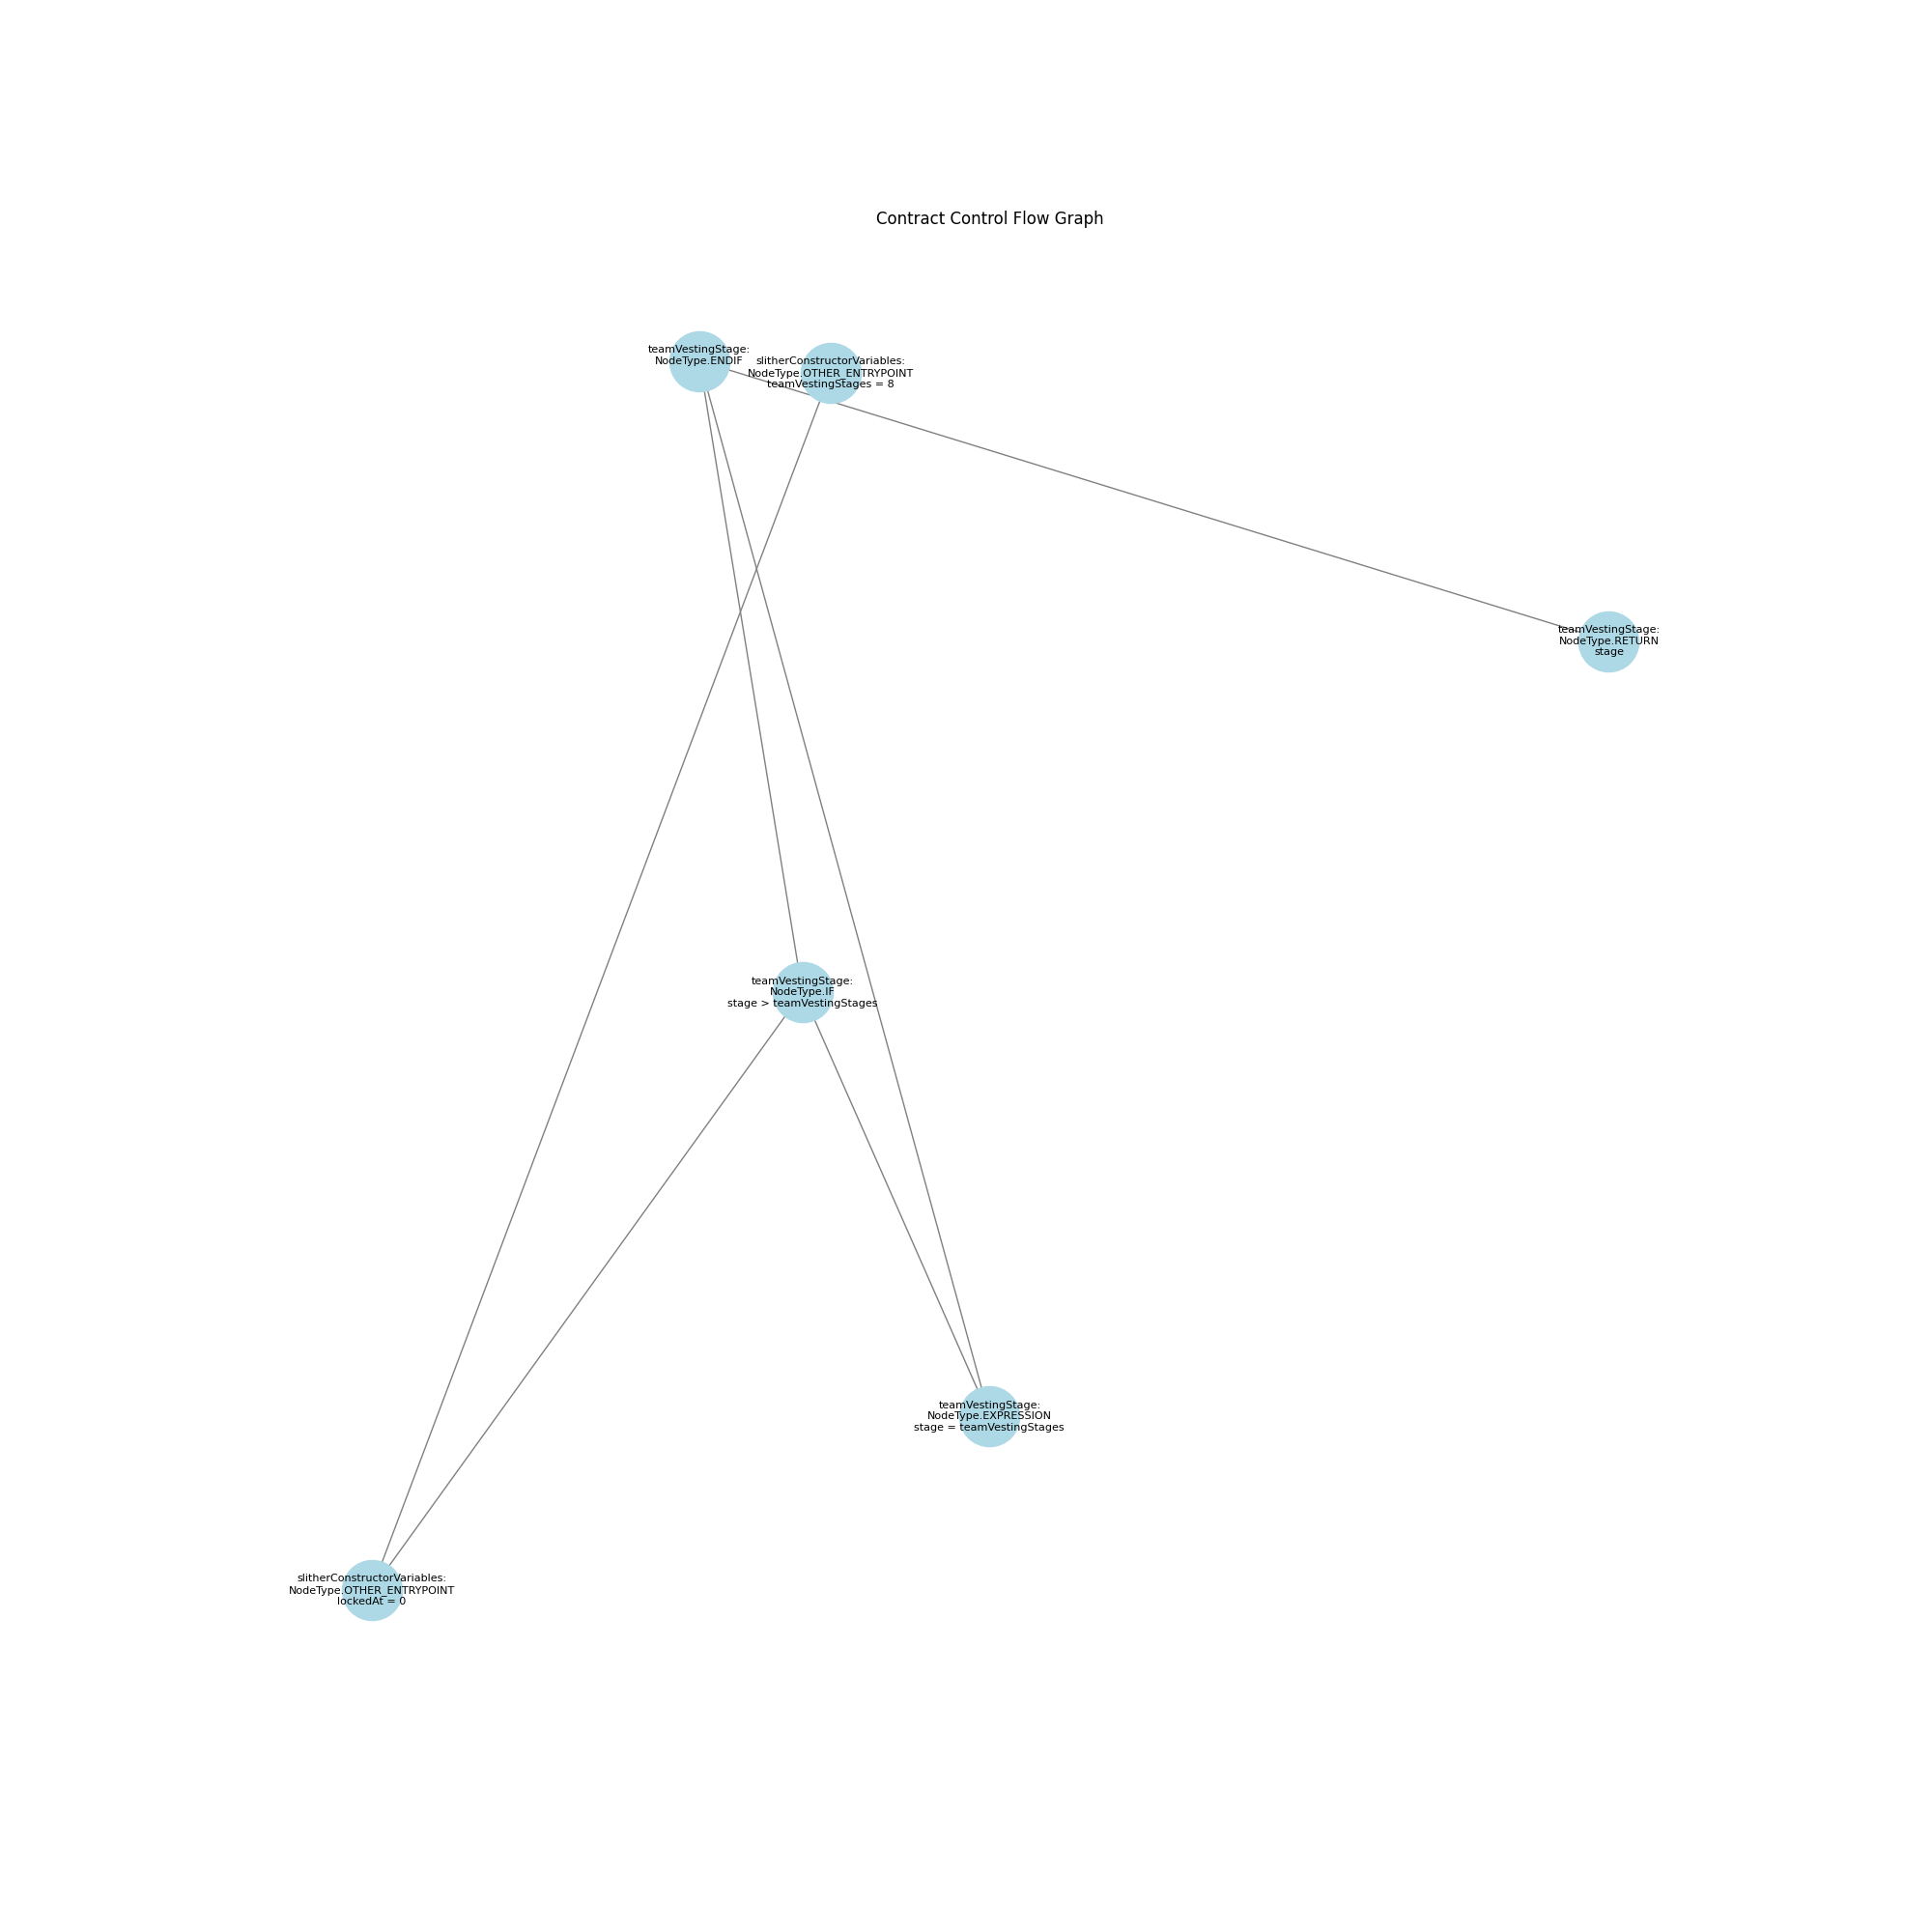 Contract Control Flow Graph
teamVestingStage:
NodeType.ENDIF
slitherConstructorVariables:
NodeType.OTHER_ENTRYPOINT
teamVestingStages = 8
teamVestingStage:
NodeType.RETURN
stage
teamVestingStage:
NodeType.IF
stage > teamVestingStages
teamVestingStage:
NodeType.EXPRESSION
stage = teamVestingStages
slitherConstructorVariables:
NodeType.OTHER_ENTRYPOINT
lockedAt = 0